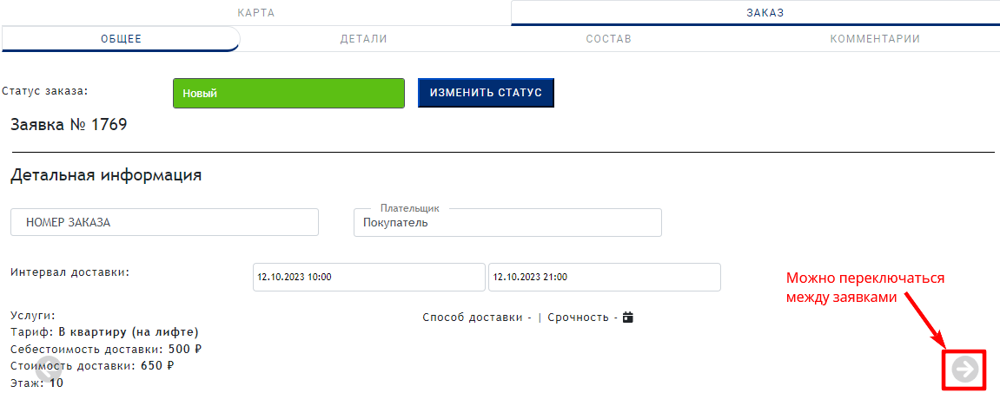 КАРТА ЗАКАЗ
ОБЩЕЕ ДЕТАЛИ СОСТАВ КОММЕНТАРИИ
Статус заказа: Новый ИЗМЕНИТЬ СТАТУС
Заявка № 1769
Детальная информация
Плательщик
НОМЕР ЗАКАЗА Покупатель
Интервал доставки: 12.10.2023 10:00 12.10.2023 21:00
Можно переключаться
между заявками
Услуги: Способ доставки - | Срочность -
Тариф: В квартиру (на лифте)
Себестоимость доставки: 500 ₽
Стоимость доставки: 650 ₽
Этаж: 10